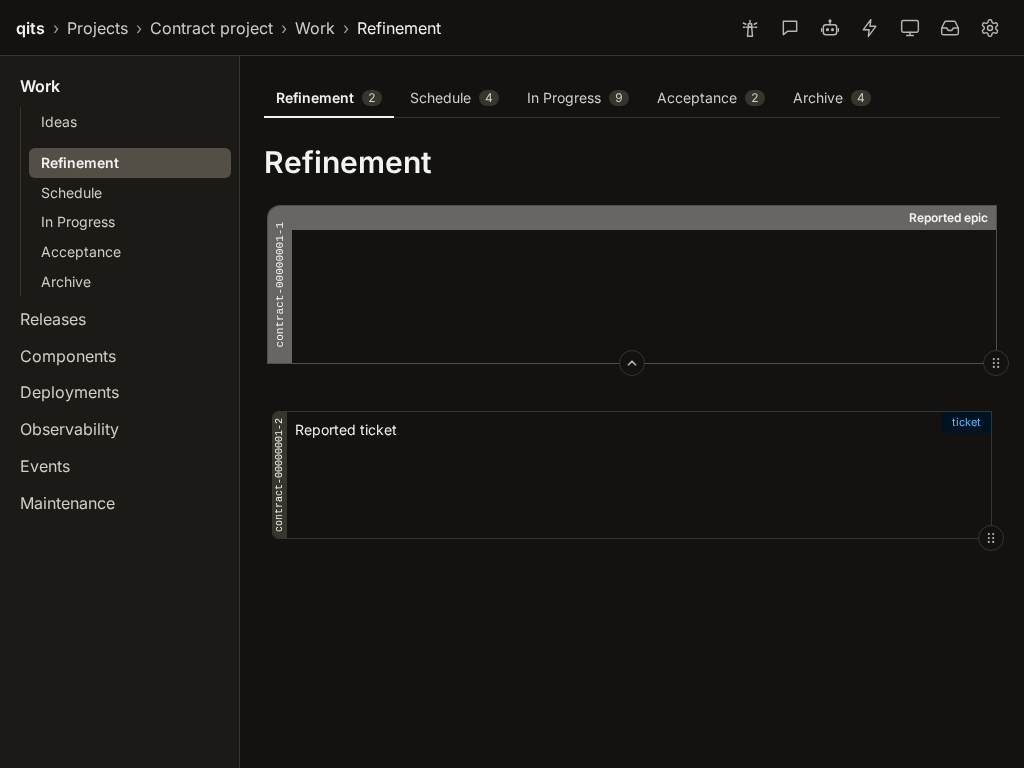 qits › Projects › Contract project › Work › Refinement
Work
Ideas
Refinement
Schedule
In Progress
Acceptance
Archive
Releases
Components
Deployments
Observability
Events
Maintenance
Refinement 2
Schedule 4
In Progress 9
Acceptance 2
Archive 4
Refinement
Reported epic
contract-00000001-1
contract-00000001-2
Reported ticket
ticket